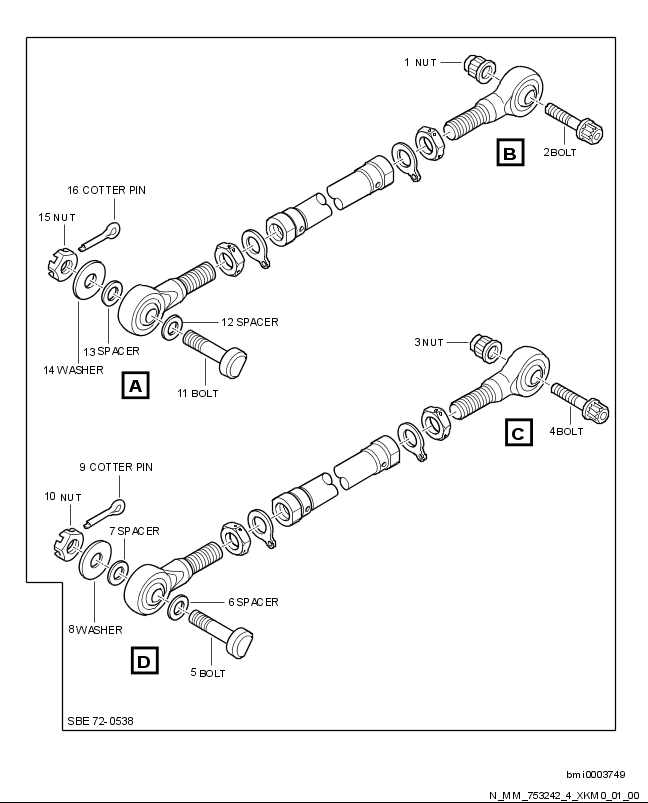 1 NUT
B
2 BOLT
16 COTTER PIN
15 NUT
12 SPACER
13 SPACER
14 WASHER
A
11 BOLT
3 NUT
C
4 BOLT
9 COTTER PIN
10 NUT
7 SPACER
6 SPACER
8 WASHER
D
5 BOLT
SBE 72-0538
bmi0003749
N_MM_753242_4_XKM0_01_00